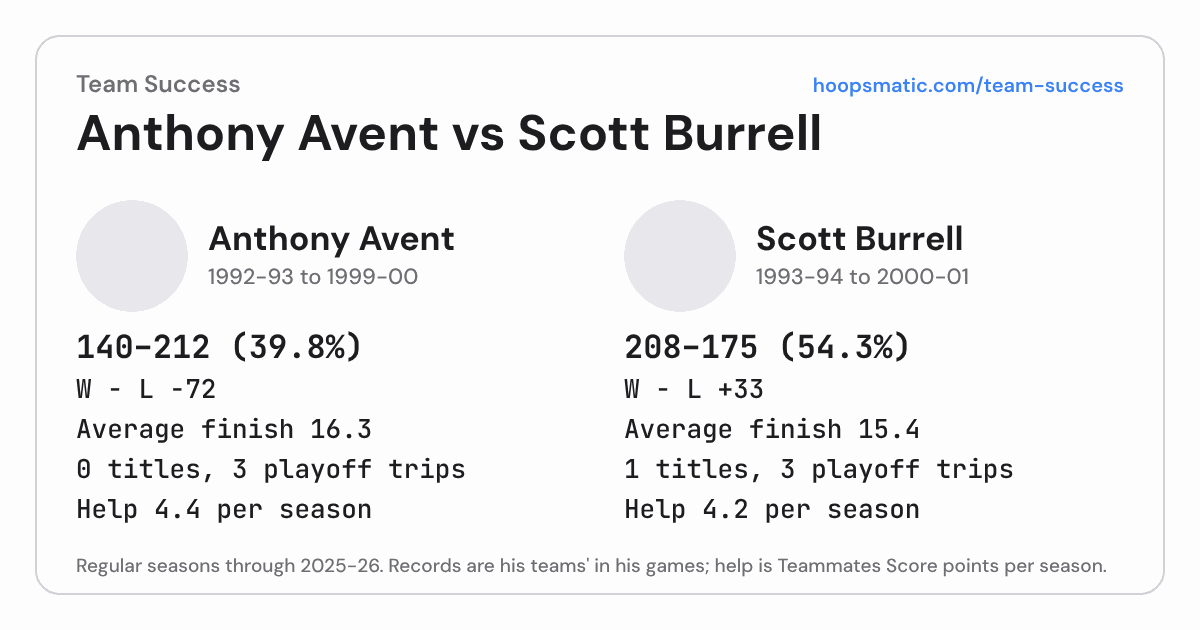 Team Success
hoopsmatic.com/team-success
Anthony Avent vs Scott Burrell
Anthony Avent
1992-93 to 1999-00
140-212 (39.8%)
W - L -72
Average finish 16.3
0 titles, 3 playoff trips
Help 4.4 per season
Scott Burrell
1993-94 to 2000-01
208-175 (54.3%)
W - L +33
Average finish 15.4
1 titles, 3 playoff trips
Help 4.2 per season
Regular seasons through 2025-26. Records are his teams' in his games; help is Teammates Score points per season.